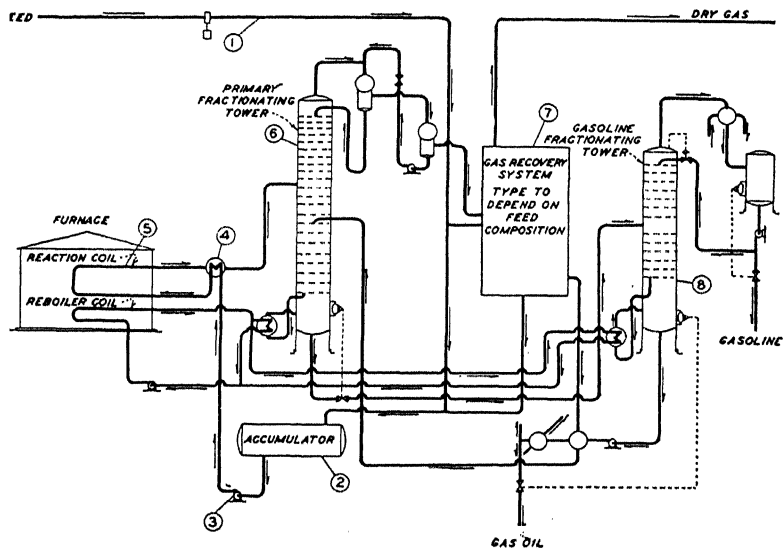 EED
DRY GAS
1
PRIMARY
FRACTIONATING
TOWER
6
7
GAS RECOVERY
SYSTEM
TYPE TO
DEPEND ON
FEED
COMPOSITION
GASOLINE
FRACTIONATING
TOWER
FURNACE
5
4
REACTION COIL
REBOILER COIL
8
GASOLINE
ACCUMULATOR
2
3
GAS OIL